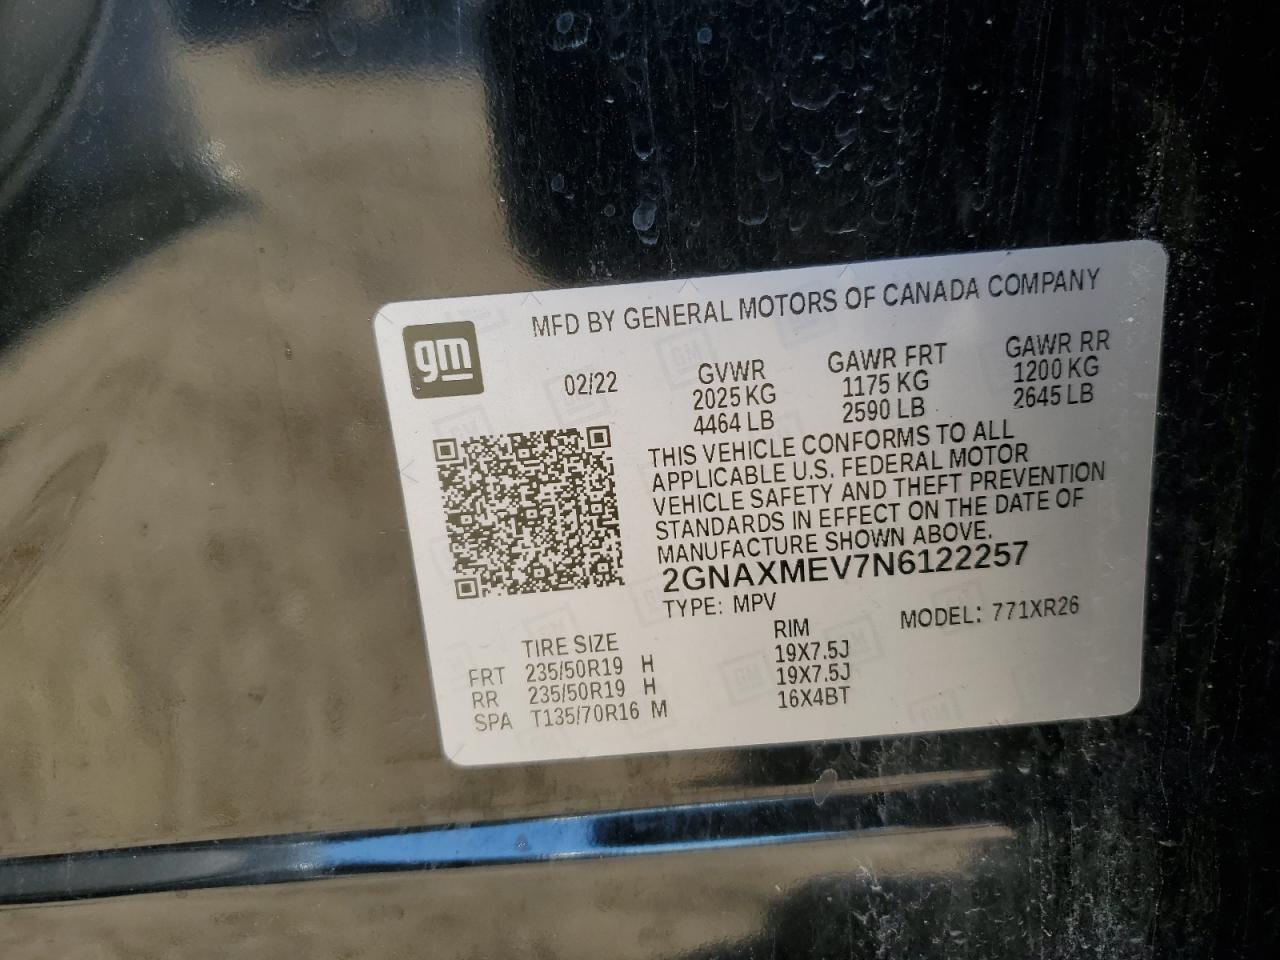 MFD BY GENERAL MOTORS OF CANADA COMPANY
gm
02/22 GVWR GAWR FRT GAWR RR
2025 KG 1175 KG 1200 KG
4464 LB 2590 LB 2645 LB
THIS VEHICLE CONFORMS TO ALL
APPLICABLE U.S. FEDERAL MOTOR
VEHICLE SAFETY AND THEFT PREVENTION
STANDARDS IN EFFECT ON THE DATE OF
MANUFACTURE SHOWN ABOVE.
2GNAXMEV7N6122257
TYPE: MPV MODEL: 771XR26
TIRE SIZE RIM
FRT 235/50R19 H 19X7.5J
RR 235/50R19 H 19X7.5J
SPA T135/70R16 M 16X4BT